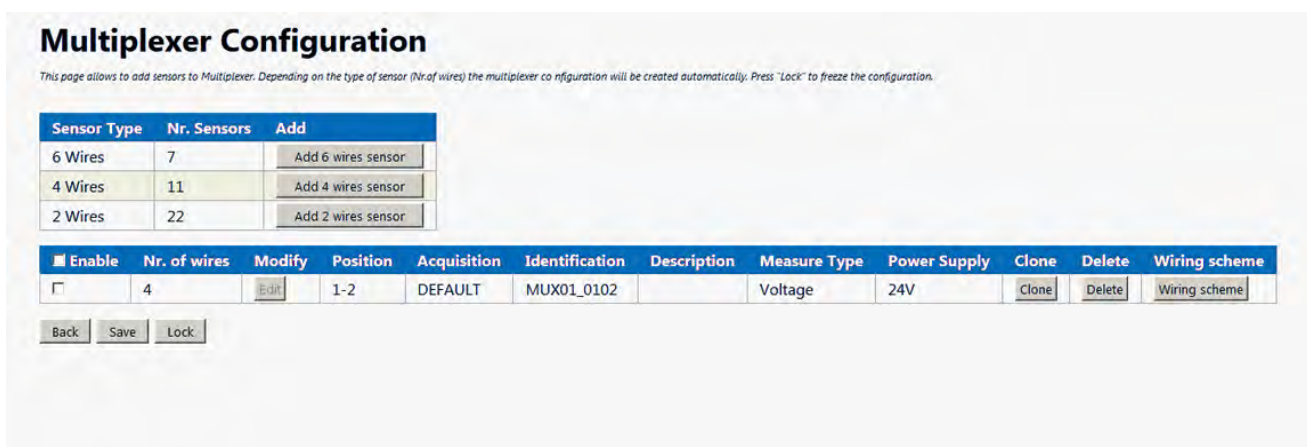 Multiplexer Configuration
This page allows to add sensors to Multiplexer. Depending on the type of sensor (Nr.of wires) the multiplexer co nfiguration will be created automatically. Press "Lock" to freeze the configuration.
Sensor Type Nr. Sensors Add
6 Wires 7 Add 6 wires sensor
4 Wires 11 Add 4 wires sensor
2 Wires 22 Add 2 wires sensor
Enable Nr. of wires Modify Position Acquisition Identification Description Measure Type Power Supply Clone Delete Wiring scheme
4 Edit 1-2 DEFAULT MUX01_0102 Voltage 24V Clone Delete Wiring scheme
Back Save Lock